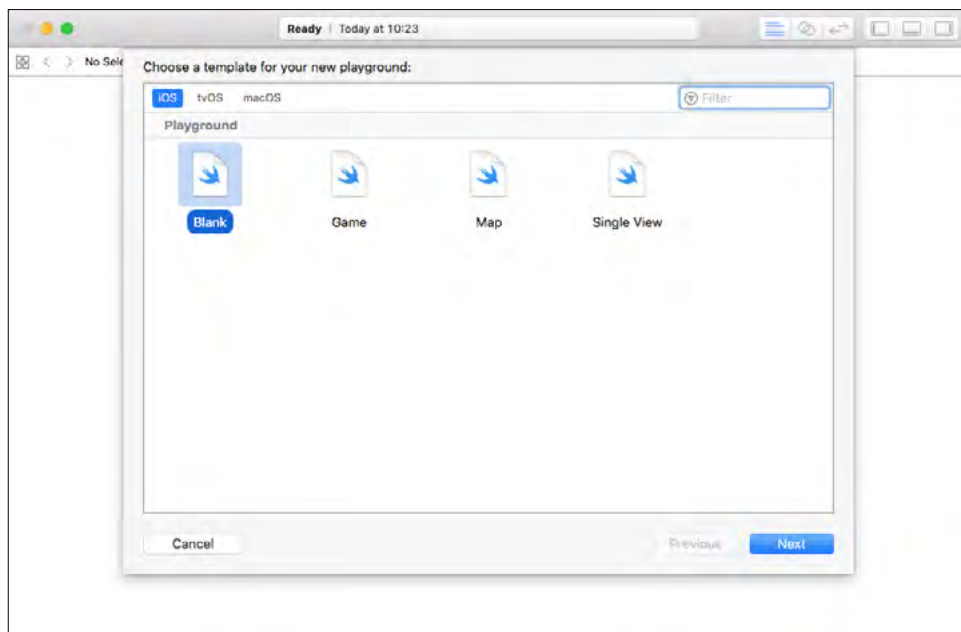 Ready | Today at 10:23
No Sele
Choose a template for your new playground:
iOS tvOS macOS Filter
Playground
Blank Game Map Single View
Cancel Previous Next